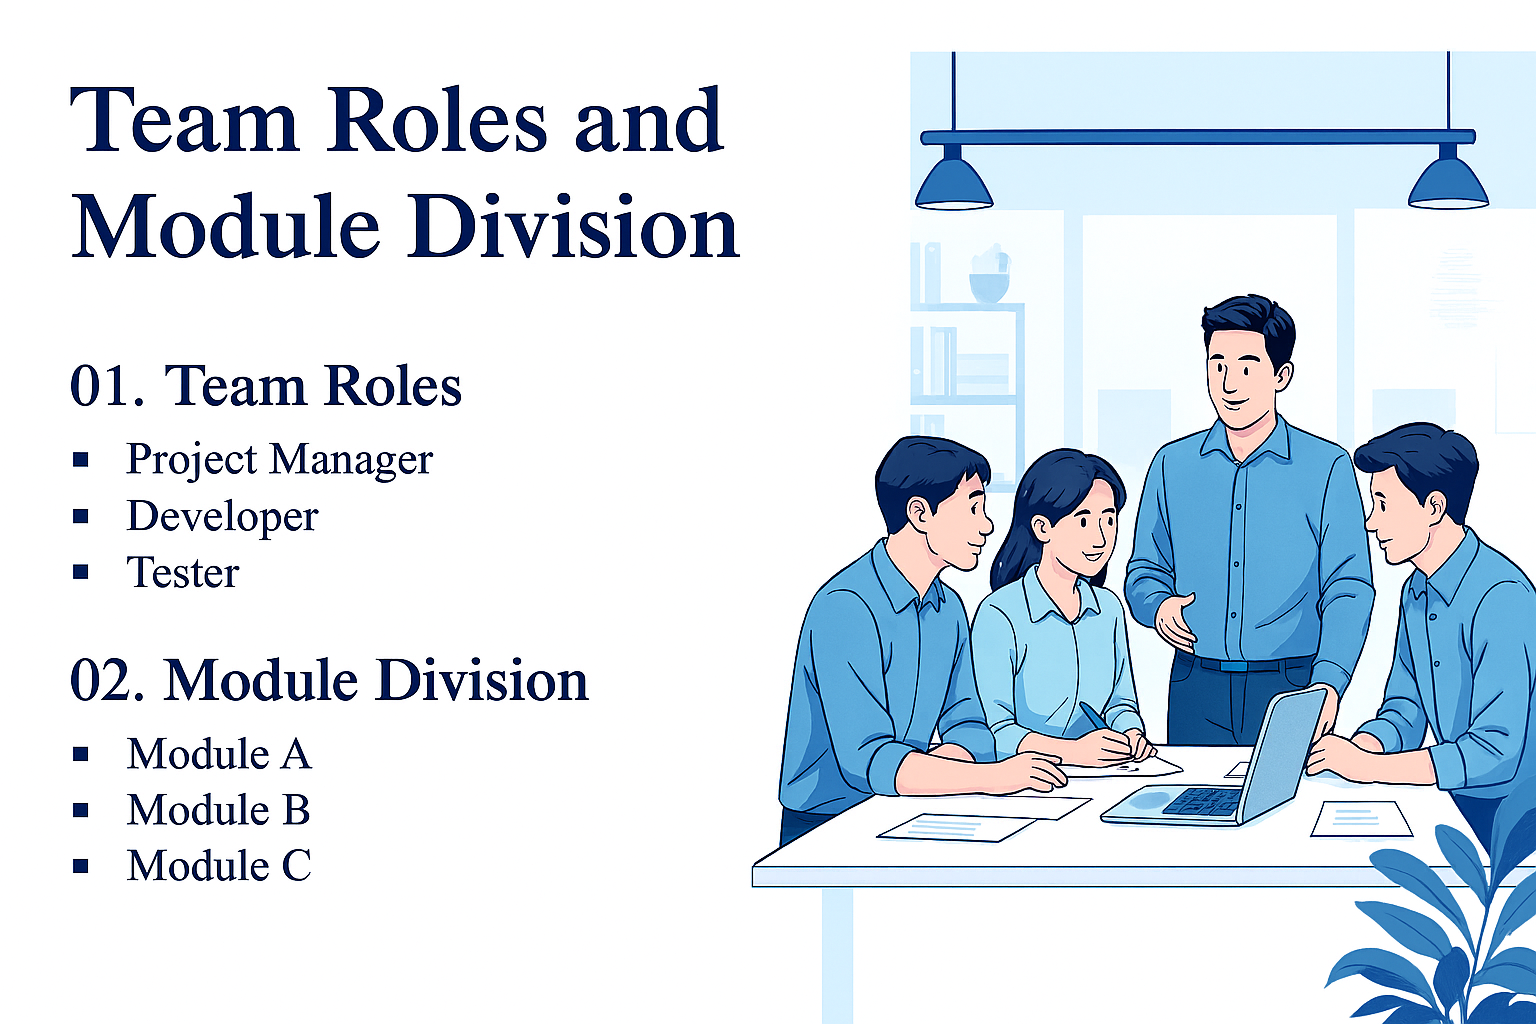 Team Roles and
Module Division
01. Team Roles
▪ Project Manager
▪ Developer
▪ Tester
02. Module Division
▪ Module A
▪ Module B
▪ Module C